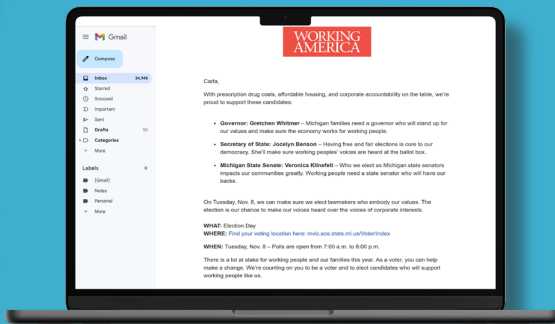 Gmail
WORKING
AMERICA
Compose
Inbox 34,948
Starred
Snoozed
Important
Sent
Drafts
Categories
More
Labels +
[Gmail]
Notes
Personal
More
Carla,
With prescription drug costs, affordable housing, and corporate accountability on the table, we're
proud to support these candidates:
• Governor: Gretchen Whitmer – Michigan families need a governor who will stand up for
our values and make sure the economy works for working people.
• Secretary of State: Jocelyn Benson – Having free and fair elections is core to our
democracy. She'll make sure working peoples' voices are heard at the ballot box.
• Michigan State Senate: Veronica Klinefelt – Who we elect as Michigan state senators
impacts our communities greatly. Working people need a state senator who will have our
backs.
On Tuesday, Nov. 8, we can make sure we elect lawmakers who embody our values. The
election is our chance to make our voices heard over the voices of corporate interests.
WHAT: Election Day
WHERE: Find your voting location here: mvic.sos.state.mi.us/Voter/Index
WHEN: Tuesday, Nov. 8 – Polls are open from 7:00 a.m. to 8:00 p.m.
There is a lot at stake for working people and our families this year. As a voter, you can help
make a change. We're counting on you to be a voter and to elect candidates who will support
working people like us.